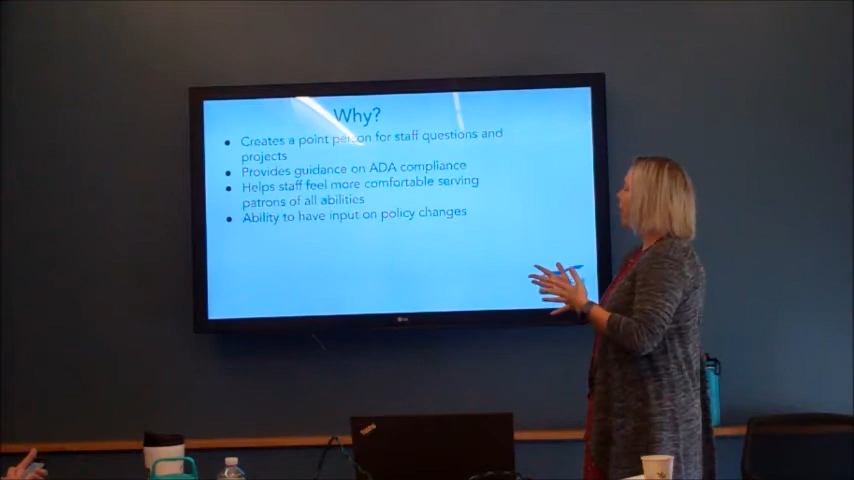 Why?
• Creates a point person for staff questions and
projects
• Provides guidance on ADA compliance
• Helps staff feel more comfortable serving
patrons of all abilities
• Ability to have input on policy changes